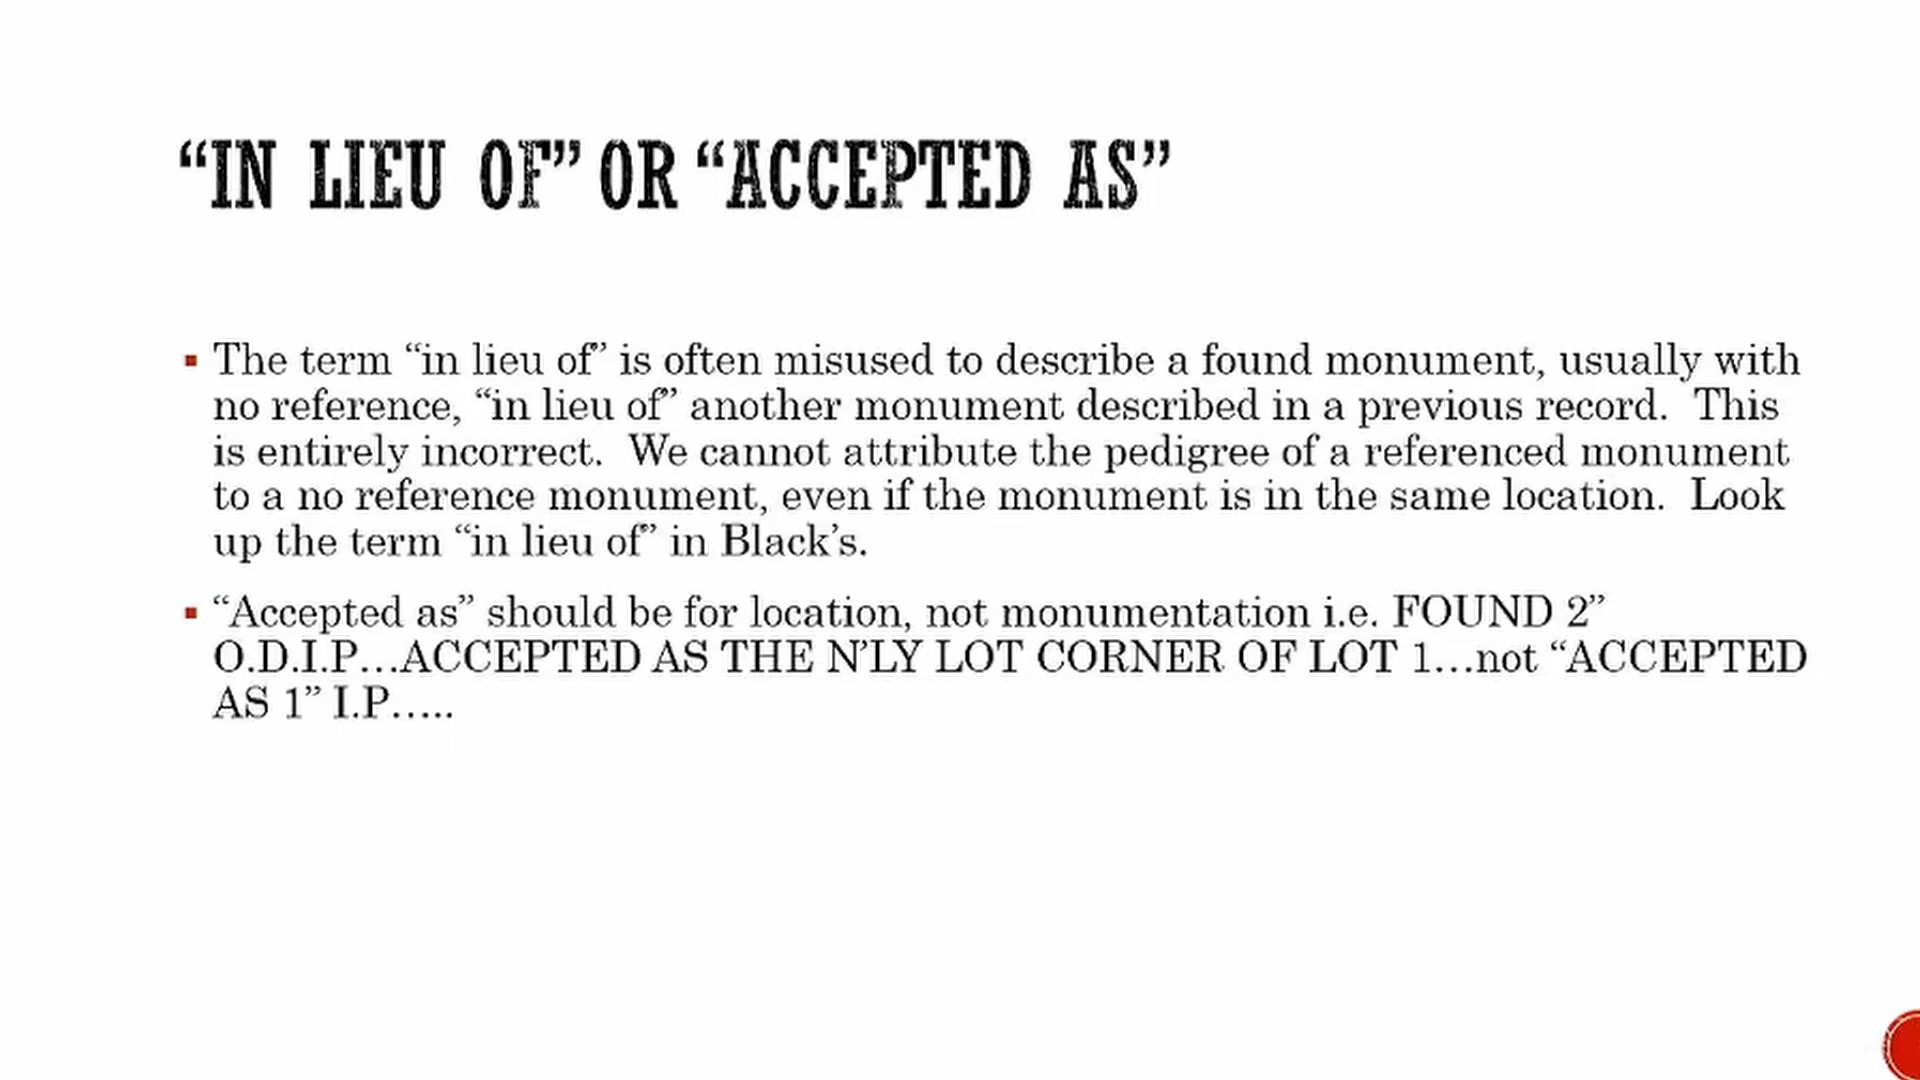 “IN LIEU OF” OR “ACCEPTED AS”
▪ The term “in lieu of” is often misused to describe a found monument, usually with
no reference, “in lieu of” another monument described in a previous record.  This
is entirely incorrect.  We cannot attribute the pedigree of a referenced monument
to a no reference monument, even if the monument is in the same location.  Look
up the term “in lieu of” in Black’s.
▪ “Accepted as” should be for location, not monumentation i.e. FOUND 2”
O.D.I.P…ACCEPTED AS THE N’LY LOT CORNER OF LOT 1…not “ACCEPTED
AS 1” I.P…..